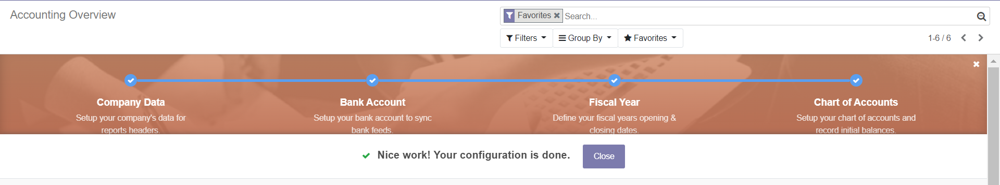 Accounting Overview
Favorites Search...
Filters Group By Favorites 1-6 / 6
Company Data
Setup your company's data for
reports headers.
Bank Account
Setup your bank account to sync
bank feeds.
Fiscal Year
Define your fiscal years opening &
closing dates.
Chart of Accounts
Setup your chart of accounts and
record initial balances.
Nice work! Your configuration is done. Close